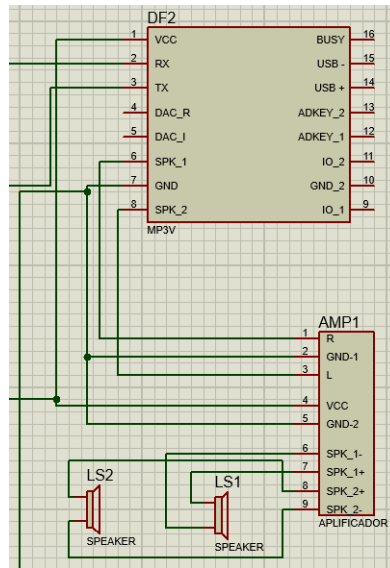 DF2
1 VCC BUSY 16
2 RX USB - 15
3 TX USB + 14
4 DAC_R ADKEY_2 13
5 DAC_I ADKEY_1 12
6 SPK_1 IO_2 11
7 GND GND_2 10
8 SPK_2 IO_1 9
MP3V
AMP1
1 R
2 GND-1
3 L
4 VCC
5 GND-2
6 SPK_1-
7 SPK_1+
8 SPK_2+
9 SPK_2-
APLIFICADOR
LS2
SPEAKER
LS1
SPEAKER